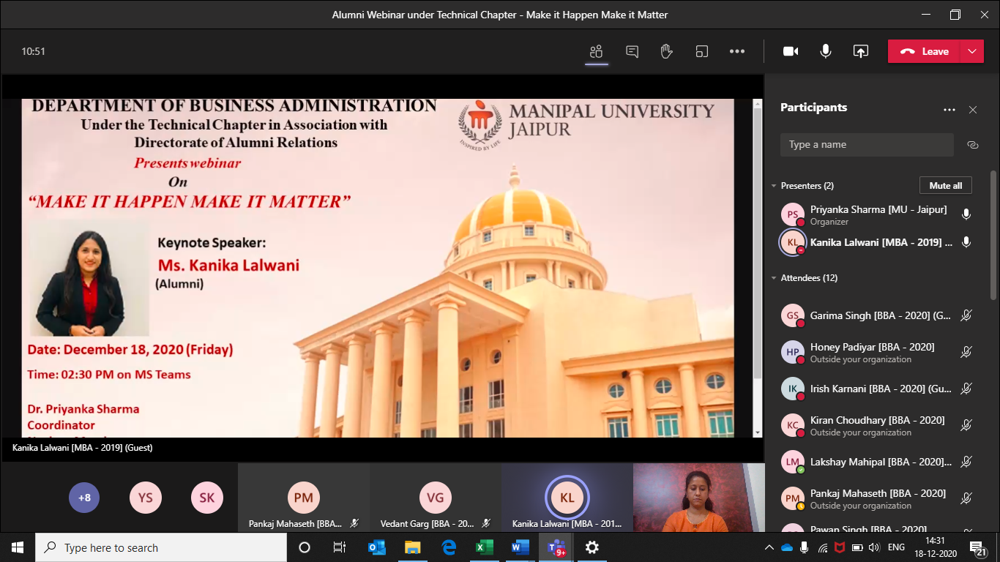 Alumni Webinar under Technical Chapter - Make it Happen Make it Matter
10:51
Leave
DEPARTMENT OF BUSINESS ADMINISTRATION
Under the Technical Chapter in Association with
Directorate of Alumni Relations
Presents webinar
On
“MAKE IT HAPPEN MAKE IT MATTER”
MANIPAL UNIVERSITY
JAIPUR
INSPIRED BY LIFE
Keynote Speaker:
Ms. Kanika Lalwani
(Alumni)
Date: December 18, 2020 (Friday)
Time: 02:30 PM on MS Teams
Dr. Priyanka Sharma
Coordinator
Kanika Lalwani [MBA - 2019] (Guest)
+8
YS
SK
PM
Pankaj Mahaseth [BBA...
VG
Vedant Garg [BBA - 20...
KL
Kanika Lalwani [MBA - 201...
Participants
Type a name
Presenters (2)
Mute all
PS
Priyanka Sharma [MU - Jaipur]
Organizer
KL
Kanika Lalwani [MBA - 2019] ...
Attendees (12)
GS
Garima Singh [BBA - 2020] (G...
HP
Honey Padiyar [BBA - 2020]
Outside your organization
IK
Irish Karnani [BBA - 2020] (Gu...
KC
Kiran Choudhary [BBA - 2020]
Outside your organization
LM
Lakshay Mahipal [BBA - 2020]...
PM
Pankaj Mahaseth [BBA - 2020]
Outside your organization
Pawan Singh [BBA - 2020]
Type here to search
9+
ENG
14:31
18-12-2020
21